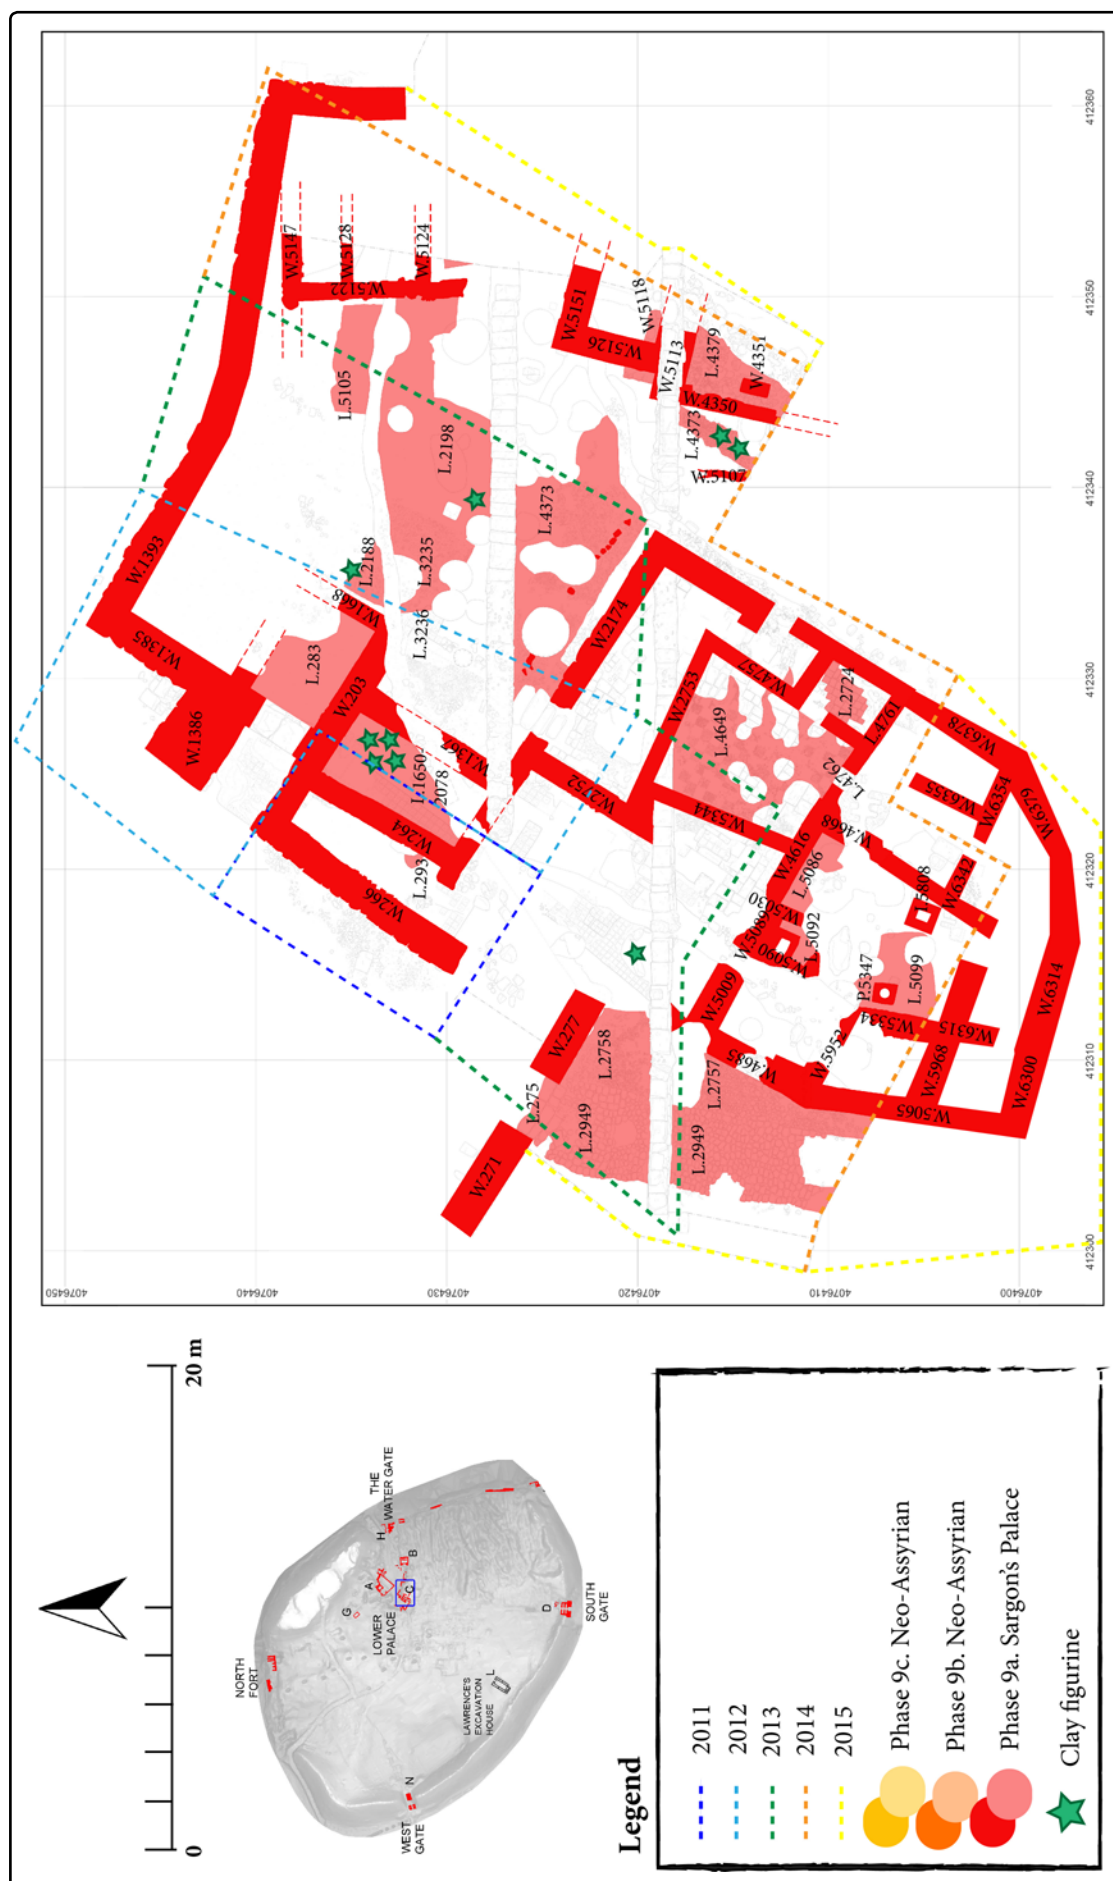 412360
412350
412340
412330
412320
412310
412300
4076450
4076440
4076430
4076420
4076410
4076400
W.5147
W.5128
W.5124
W.5122
L.5105
W.1393
W.1385
W.1386
W.1668
L.2188
L.283
W.203
L.2198
L.3235
L.3236
L.4373
W.2174
W.5151
W.5126
W.5118
W.5113
L.4379
W.4351
W.4350
L.4373
W.5107
L.1650
2078
W.1367
W.264
L.293
W.266
W.2752
W.2753
W.4757
L.4649
L.2724
L.4761
L.4762
W.5344
W.6378
W.6355
W.6354
W.6379
W.4616
W.4668
L.5086
W.5030
W.5089
W.5090
L.5092
W.6342
L.5808
P.5347
L.5099
W.5334
W.6315
W.5968
W.5952
W.5065
W.6300
W.6314
W.5009
W.4685
W.277
L.2758
L.275
L.2949
W.271
L.2757
L.2949
0
20 m
NORTH
FORT
G
A
H
THE
WATER GATE
B
C
LOWER
PALACE
D
SOUTH
GATE
L
LAWRENCE'S
EXCAVATION
HOUSE
N
WEST
GATE
Legend
2011
2012
2013
2014
2015
Phase 9c. Neo-Assyrian
Phase 9b. Neo-Assyrian
Phase 9a. Sargon's Palace
Clay figurine